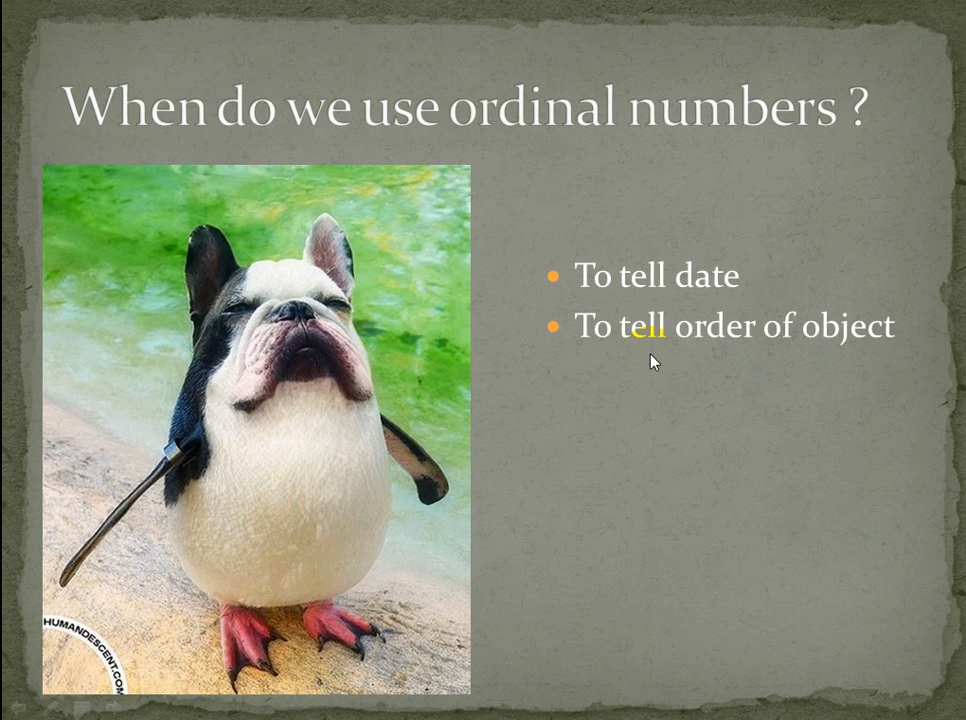 When do we use ordinal numbers ?
To tell date
To tell order of object
HUMANDESCENT.COM